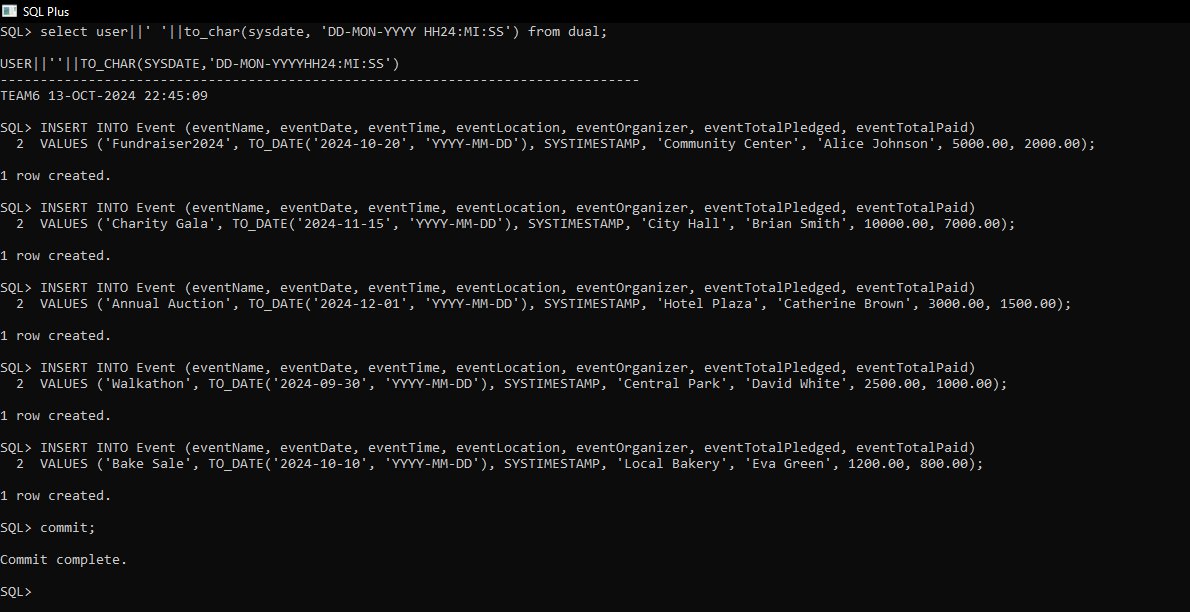 SQL Plus
SQL> select user||' '||to_char(sysdate, 'DD-MON-YYYY HH24:MI:SS') from dual;
USER||''||TO_CHAR(SYSDATE,'DD-MON-YYYYHH24:MI:SS')
--------------------------------------------------------------------------------
TEAM6 13-OCT-2024 22:45:09
SQL> INSERT INTO Event (eventName, eventDate, eventTime, eventLocation, eventOrganizer, eventTotalPledged, eventTotalPaid)
2 VALUES ('Fundraiser2024', TO_DATE('2024-10-20', 'YYYY-MM-DD'), SYSTIMESTAMP, 'Community Center', 'Alice Johnson', 5000.00, 2000.00);
1 row created.
SQL> INSERT INTO Event (eventName, eventDate, eventTime, eventLocation, eventOrganizer, eventTotalPledged, eventTotalPaid)
2 VALUES ('Charity Gala', TO_DATE('2024-11-15', 'YYYY-MM-DD'), SYSTIMESTAMP, 'City Hall', 'Brian Smith', 10000.00, 7000.00);
1 row created.
SQL> INSERT INTO Event (eventName, eventDate, eventTime, eventLocation, eventOrganizer, eventTotalPledged, eventTotalPaid)
2 VALUES ('Annual Auction', TO_DATE('2024-12-01', 'YYYY-MM-DD'), SYSTIMESTAMP, 'Hotel Plaza', 'Catherine Brown', 3000.00, 1500.00);
1 row created.
SQL> INSERT INTO Event (eventName, eventDate, eventTime, eventLocation, eventOrganizer, eventTotalPledged, eventTotalPaid)
2 VALUES ('Walkathon', TO_DATE('2024-09-30', 'YYYY-MM-DD'), SYSTIMESTAMP, 'Central Park', 'David White', 2500.00, 1000.00);
1 row created.
SQL> INSERT INTO Event (eventName, eventDate, eventTime, eventLocation, eventOrganizer, eventTotalPledged, eventTotalPaid)
2 VALUES ('Bake Sale', TO_DATE('2024-10-10', 'YYYY-MM-DD'), SYSTIMESTAMP, 'Local Bakery', 'Eva Green', 1200.00, 800.00);
1 row created.
SQL> commit;
Commit complete.
SQL>